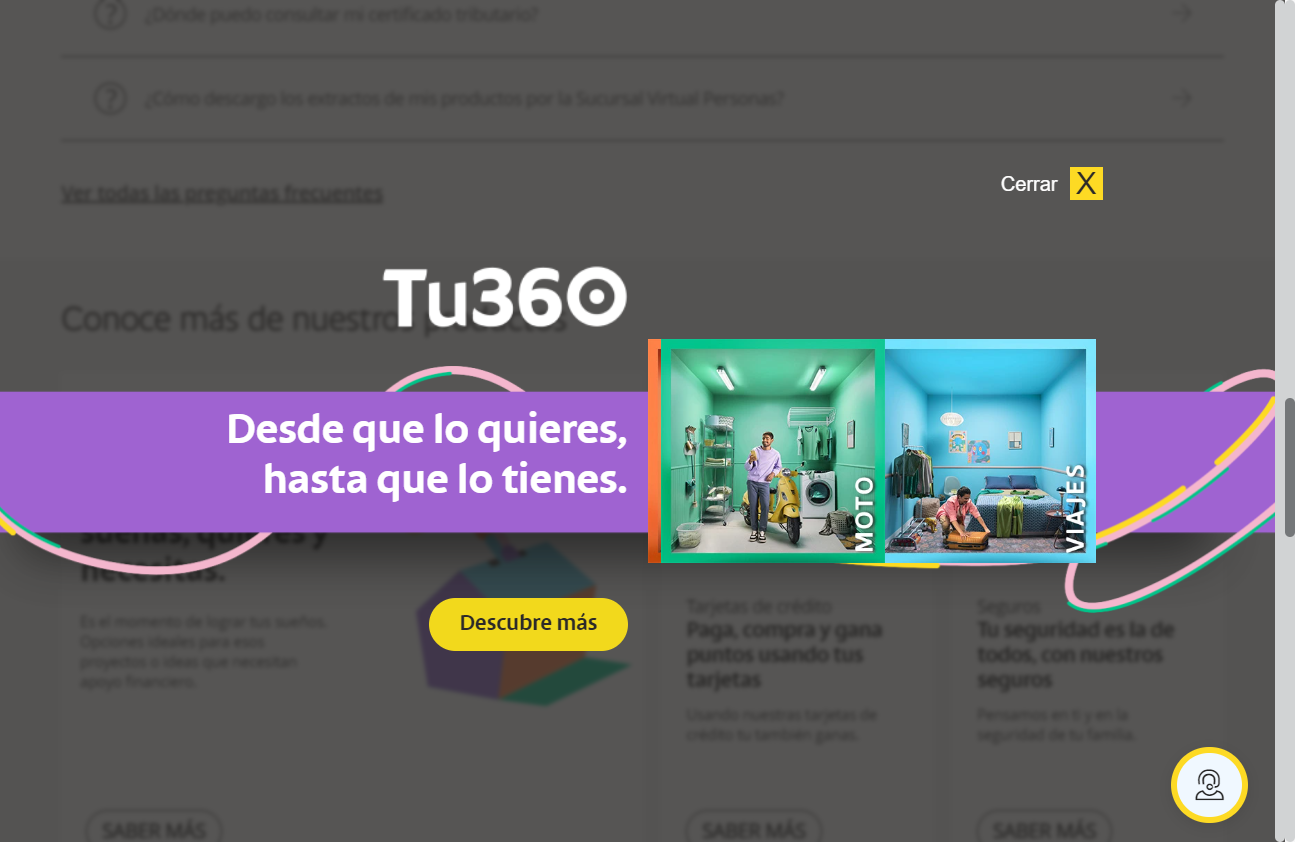 ¿Dónde puedo consultar mi certificado tributario?
¿Cómo descargo los extractos de mis productos por la Sucursal Virtual Personas?
Ver todas las preguntas frecuentes
Cerrar X
Tu360
Conoce más de nuestros productos
Desde que lo quieres,
hasta que lo tienes.
MOTO
VIAJES
sueñas, quieres y
necesitas.
Es el momento de lograr tus sueños.
Opciones ideales para esos
proyectos o ideas que necesitan
apoyo financiero.
Descubre más
Tarjetas de crédito
Paga, compra y gana
puntos usando tus
tarjetas
Usando nuestras tarjetas de
crédito tu también ganas.
Seguros
Tu seguridad es la de
todos, con nuestros
seguros
Pensamos en ti y en la
seguridad de tu familia.
SABER MÁS
SABER MÁS
SABER MÁS